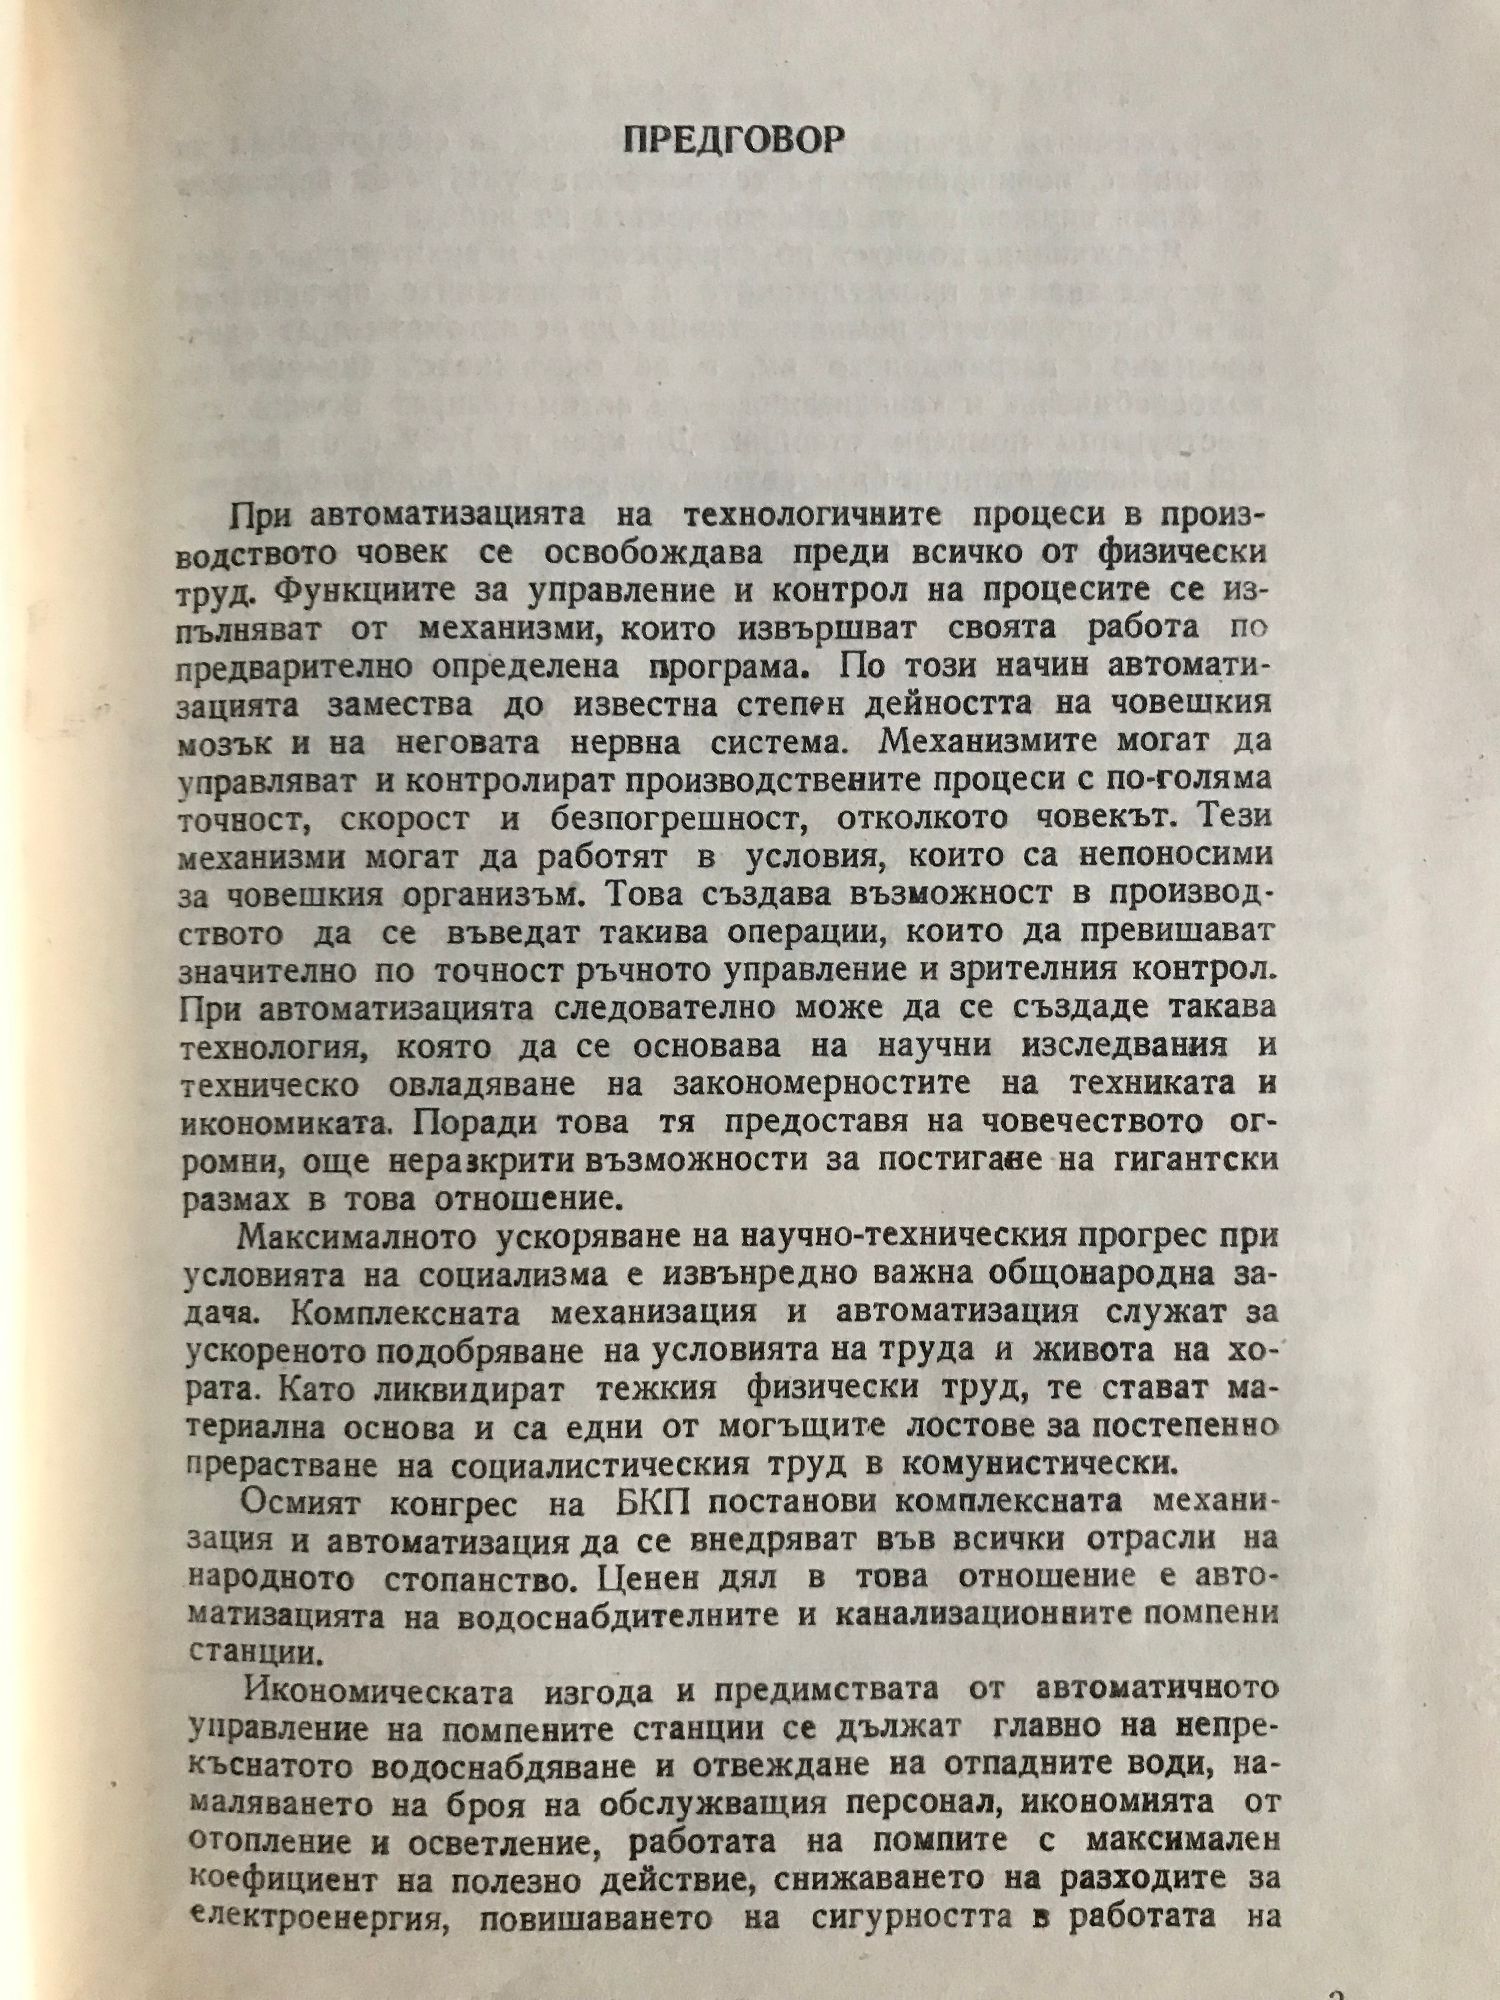 ПРЕДГОВОР
При автоматизацията на технологичните процеси в произ-
водството човек се освобождава преди всичко от физически
труд. Функциите за управление и контрол на процесите се из-
пълняват от механизми, които извършват своята работа по
предварително определена програма. По този начин автомати-
зацията замества до известна степен дейността на човешкия
мозък и на неговата нервна система. Механизмите могат да
управляват и контролират производствените процеси с по-голяма
точност, скорост и безпогрешност, отколкото човекът. Тези
механизми могат да работят в условия, които са непоносими
за човешкия организъм. Това създава възможност в производ-
ството да се въведат такива операции, които да превишават
значително по точност ръчното управление и зрителния контрол.
При автоматизацията следователно може да се създаде такава
технология, която да се основава на научни изследвания и
техническо овладяване на закономерностите на техниката и
икономиката. Поради това тя предоставя на човечеството ог-
ромни, още неразкрити възможности за постигане на гигантски
размах в това отношение.
Максималното ускоряване на научно-техническия прогрес при
условията на социализма е извънредно важна общонародна за-
дача. Комплексната механизация и автоматизация служат за
ускореното подобряване на условията на труда и живота на хо-
рата. Като ликвидират тежкия физически труд, те стават ма-
териална основа и са едни от могъщите лостове за постепенно
прерастване на социалистическия труд в комунистически.
Осмият конгрес на БКП постанови комплексната механи-
зация и автоматизация да се внедряват във всички отрасли на
народното стопанство. Ценен дял в това отношение е авто-
матизацията на водоснабдителните и канализационните помпени
станции.
Икономическата изгода и предимствата от автоматичното
управление на помпените станции се дължат главно на непре-
къснатото водоснабдяване и отвеждане на отпадните води, на-
маляването на броя на обслужващия персонал, икономията от
отопление и осветление, работата на помпите с максимален
коефициент на полезно действие, снижаването на разходите за
електроенергия, повишаването на сигурността в работата на